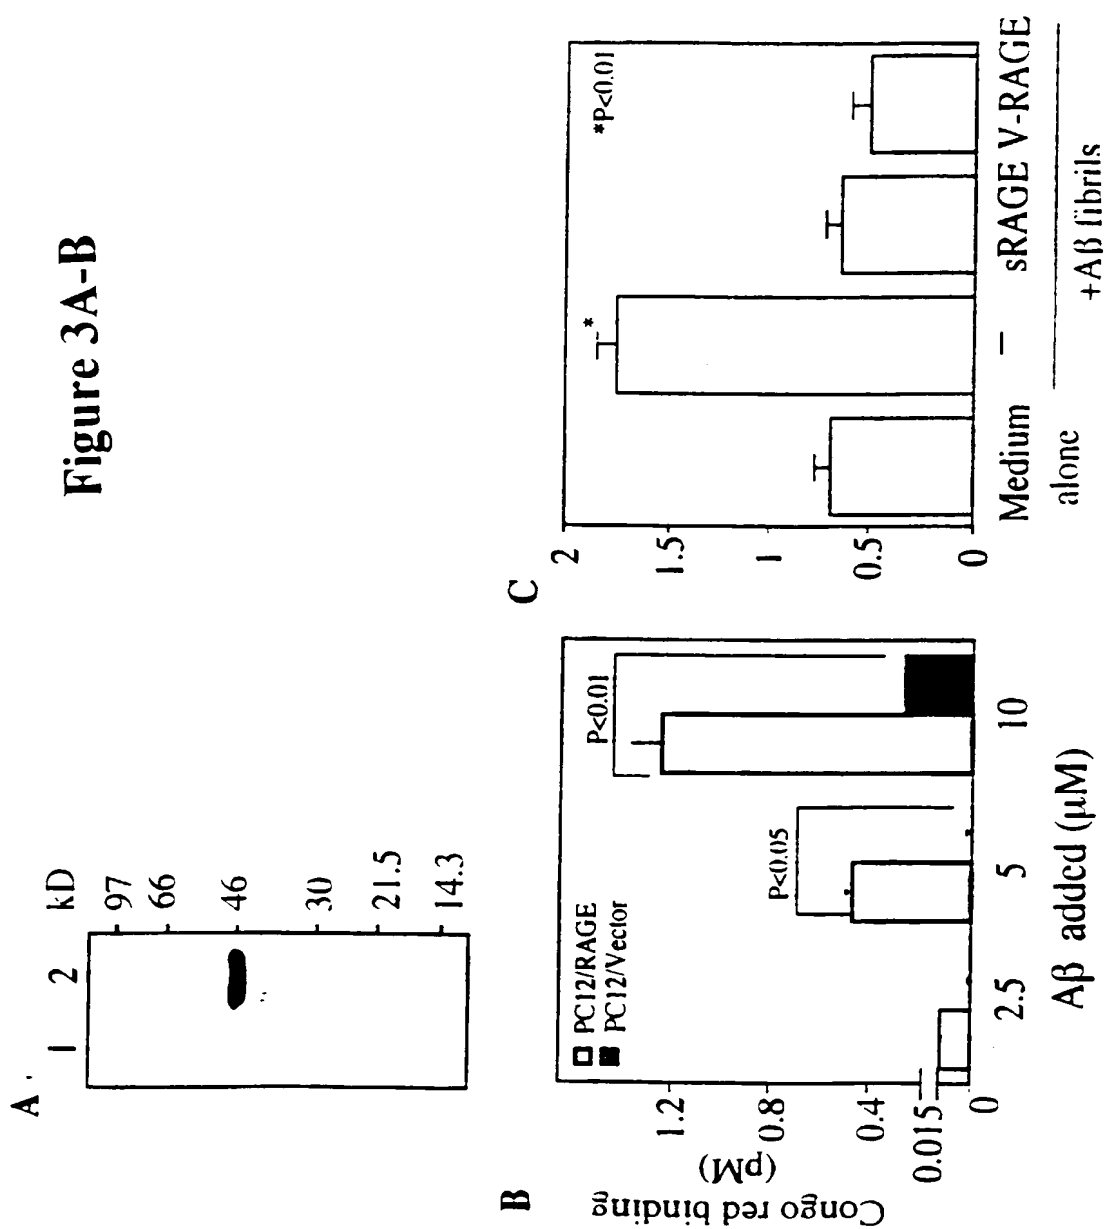 Figure 3A-B
A
1 2 kD
97
66
46
30
21.5
14.3
B
PC12/RAGE
PC12/Vector
P<0.05
P<0.01
Congo red binding
(pM)
1.2
0.8
0.4
0.015
0
2.5 5 10
Aβ added (μM)
C
*P<0.01
*
2
1.5
1
0.5
0
Medium
alone
– sRAGE V-RAGE
+Aβ fibrils